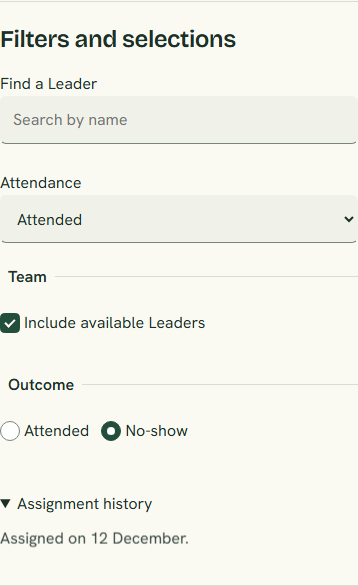 Filters and selections
Find a Leader
Search by name
Attendance
Attended
Team
Include available Leaders
Outcome
Attended No-show
Assignment history
Assigned on 12 December.